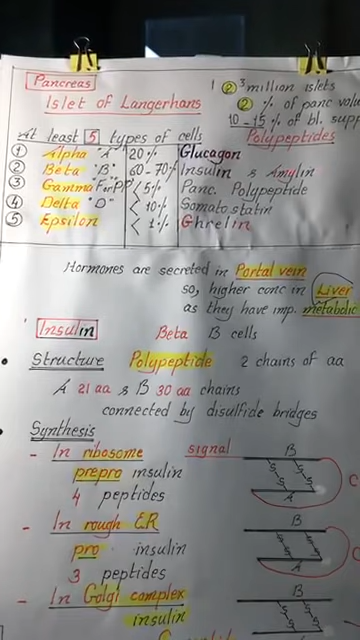 Pancreas
1 - 3 million islets
Islet of Langerhans
2 % of panc
10 - 15 % of bl.
At least 5 types of cells
Polypeptides
1 Alpha "A" 20% Glucagon
2 Beta "B" 60 - 70% Insulin & Amylin
3 Gamma "F or PP" < 5% Panc. Polypeptide
4 Delta "D" < 10% Somatostatin
5 Epsilon < 1% Ghrelin
Hormones are secreted in Portal vein
so, higher conc in Liver
as they have imp. metabolic
Insulin Beta B cells
• Structure Polypeptide 2 chains of aa
A 21 aa & B 30 aa chains
connected by disulfide bridges
• Synthesis
- In ribosome signal B
prepro insulin S S S S C
4 peptides A
- In rough ER B
pro insulin S S S S C
3 peptides A
- In Golgi complex B
insulin